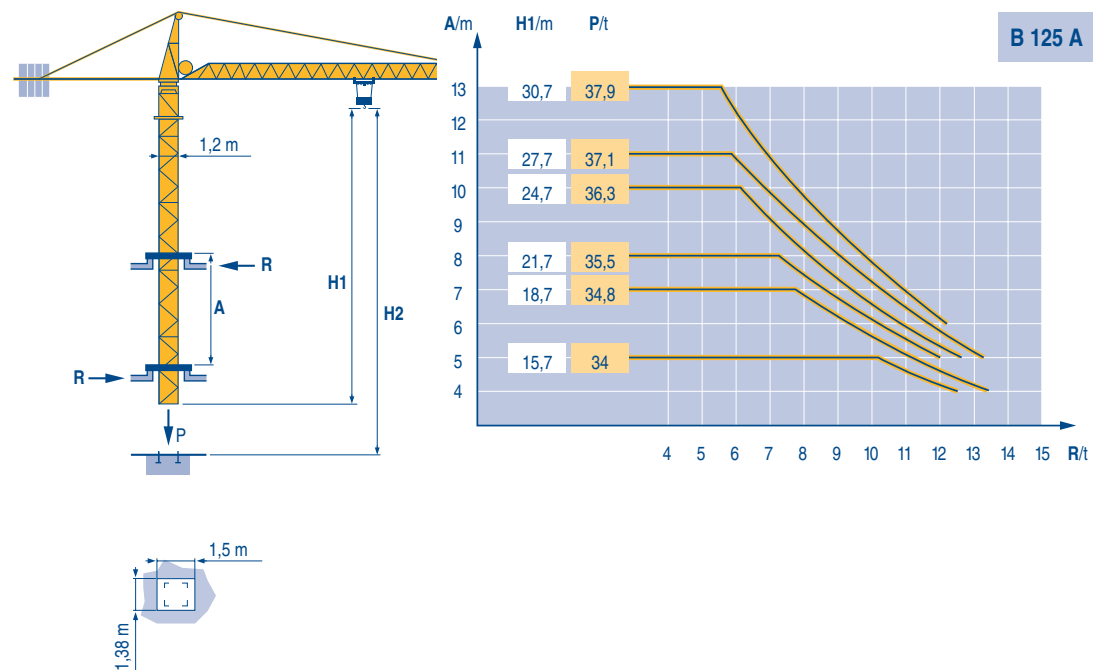 A/m H1/m P/t
B 125 A
13 30,7 37,9
12
11 27,7 37,1
10 24,7 36,3
9
8 21,7 35,5
7 18,7 34,8
6
5 15,7 34
4
4 5 6 7 8 9 10 11 12 13 14 15 R/t
1,2 m
R
H1
H2
A
R
P
1,5 m
1,38 m